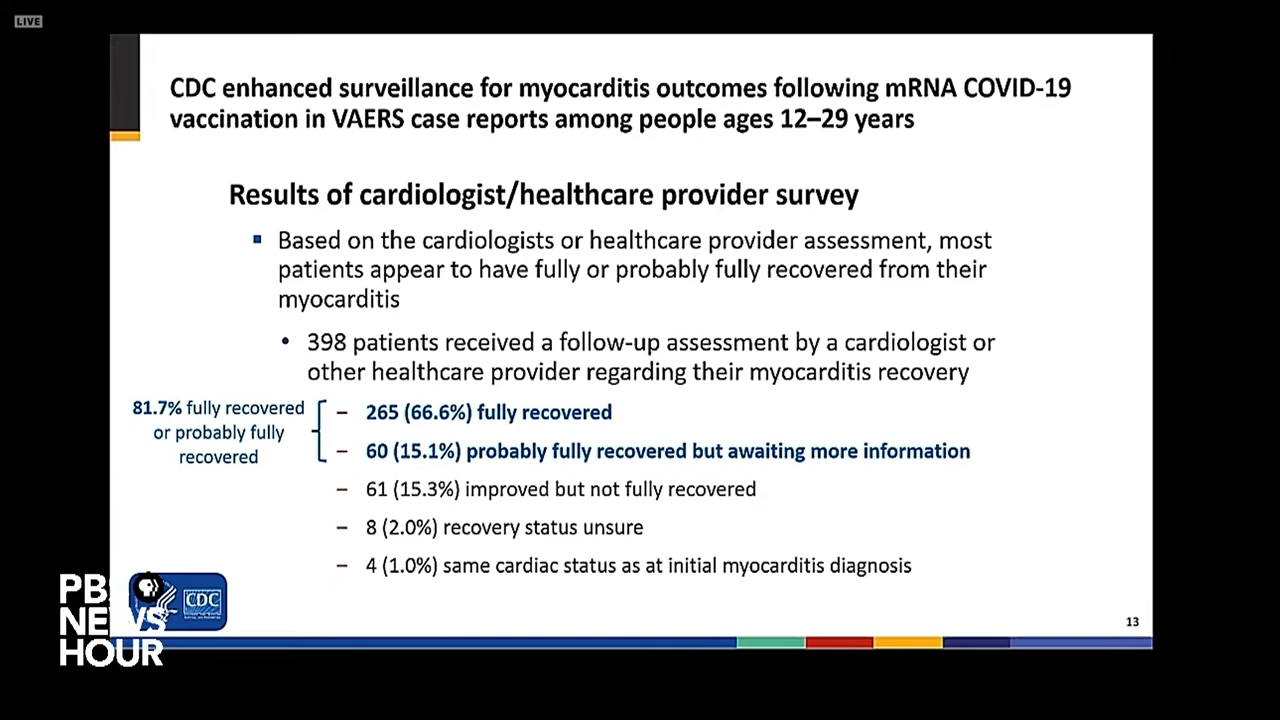 LIVE
CDC enhanced surveillance for myocarditis outcomes following mRNA COVID-19
vaccination in VAERS case reports among people ages 12–29 years
Results of cardiologist/healthcare provider survey
▪ Based on the cardiologists or healthcare provider assessment, most
patients appear to have fully or probably fully recovered from their
myocarditis
• 398 patients received a follow-up assessment by a cardiologist or
other healthcare provider regarding their myocarditis recovery
81.7% fully recovered
or probably fully
recovered
– 265 (66.6%) fully recovered
– 60 (15.1%) probably fully recovered but awaiting more information
– 61 (15.3%) improved but not fully recovered
– 8 (2.0%) recovery status unsure
– 4 (1.0%) same cardiac status as at initial myocarditis diagnosis
PBS
NEWS
HOUR
CDC
13